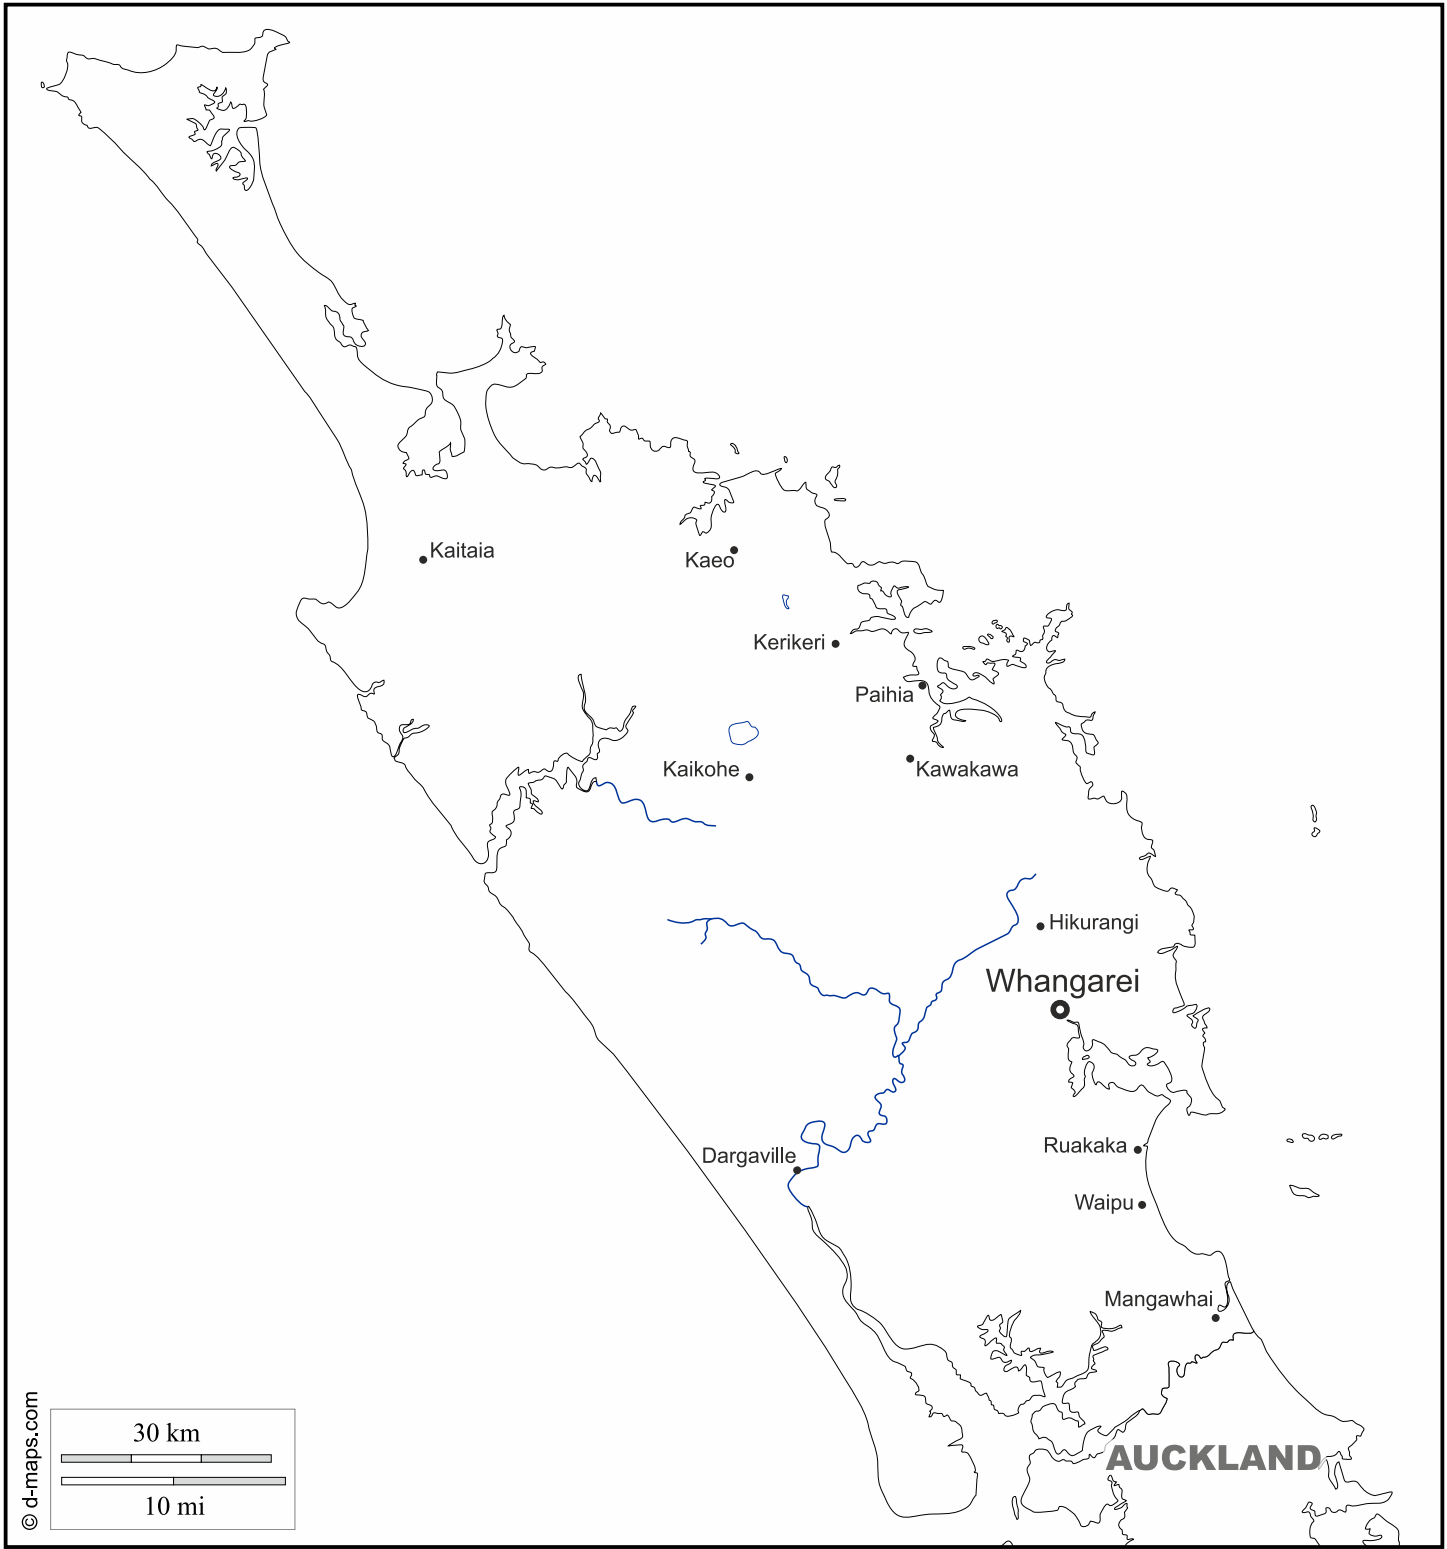 Kaitaia
Kaeo
Kerikeri
Paihia
Kaikohe
Kawakawa
Hikurangi
Whangarei
Ruakaka
Dargaville
Waipu
Mangawhai
AUCKLAND
30 km
10 mi
© d-maps.com